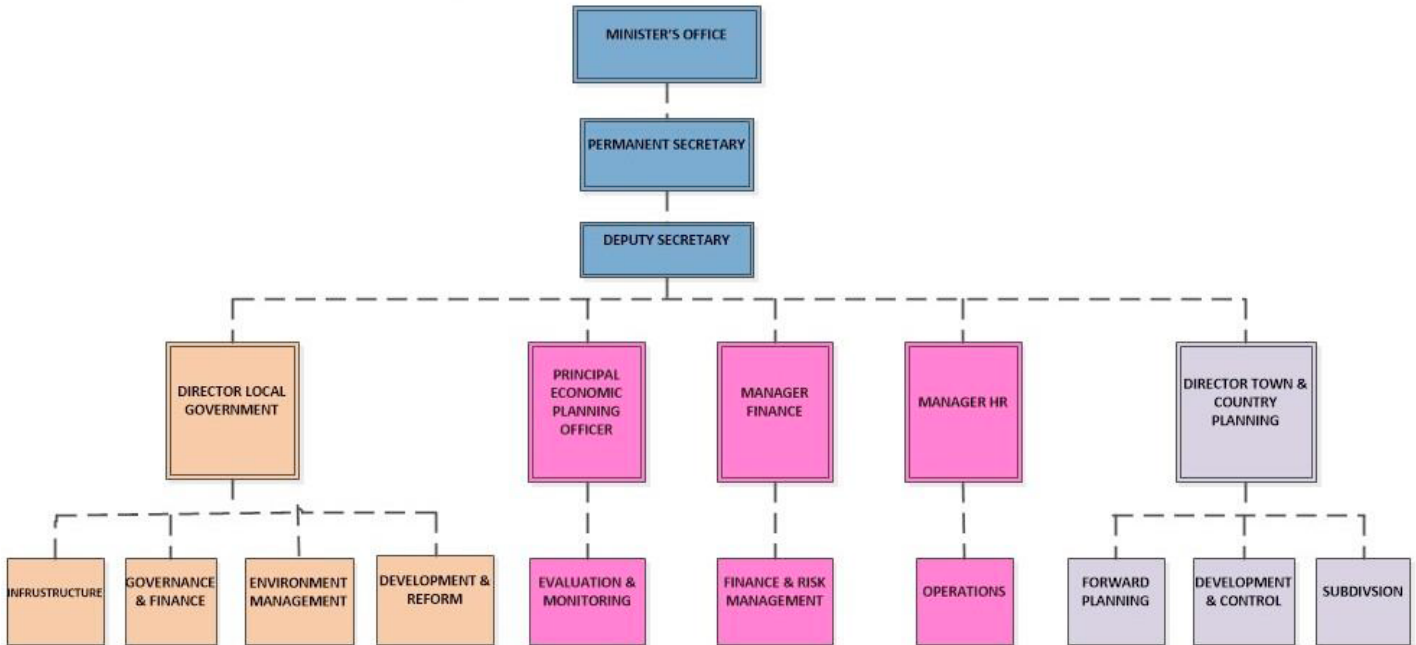 MINISTER'S OFFICE
PERMANENT SECRETARY
DEPUTY SECRETARY
DIRECTOR LOCAL
GOVERNMENT
PRINCIPAL
ECONOMIC
PLANNING
OFFICER
MANAGER
FINANCE
MANAGER HR
DIRECTOR TOWN &
COUNTRY
PLANNING
INFRUSTRUCTURE
GOVERNANCE
& FINANCE
ENVIRONMENT
MANAGEMENT
DEVELOPMENT &
REFORM
EVALUATION &
MONITORING
FINANCE & RISK
MANAGEMENT
OPERATIONS
FORWARD
PLANNING
DEVELOPMENT
& CONTROL
SUBDIVSION